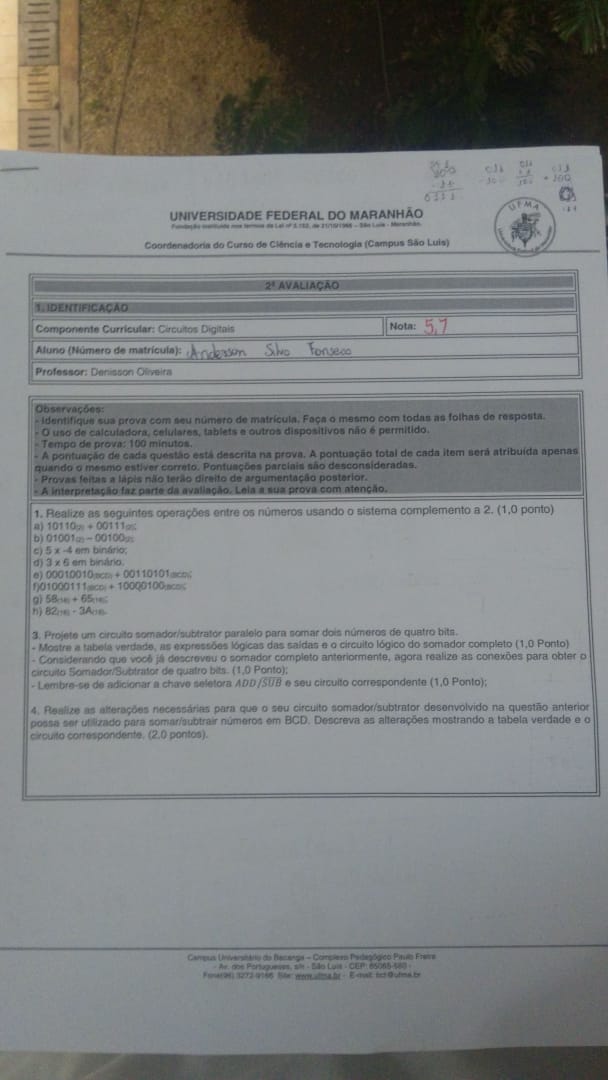 UNIVERSIDADE FEDERAL DO MARANHÃO
Fundação Instituída nos termos da Lei nº 5.152, de 21/10/1966 – São Luís - Maranhão.
Coordenadoria do Curso de Ciência e Tecnologia (Campus São Luís)
UFMA
2ª AVALIAÇÃO
1. IDENTIFICAÇÃO
Componente Curricular: Circuitos Digitais
Nota: 5,7
Aluno (Número de matrícula): Anderson Silva Fonseca
Professor: Denisson Oliveira
Observações:
- Identifique sua prova com seu número de matrícula. Faça o mesmo com todas as folhas de resposta.
- O uso de calculadora, celulares, tablets e outros dispositivos não é permitido.
- Tempo de prova: 100 minutos.
- A pontuação de cada questão está descrita na prova. A pontuação total de cada item será atribuída apenas
quando o mesmo estiver correto. Pontuações parciais são desconsideradas.
- Provas feitas a lápis não terão direito de argumentação posterior.
- A interpretação faz parte da avaliação. Leia a sua prova com atenção.
1. Realize as seguintes operações entre os números usando o sistema complemento a 2. (1,0 ponto)
a) 10110(2) + 00111(2);
b) 01001(2) – 00100(2);
c) 5 x -4 em binário;
d) 3 x 6 em binário.
e) 00010010(BCD) + 00110101(BCD);
f)01000111(BCD) + 10000100(BCD);
g) 58(16) + 65(16);
h) 82(16) - 3A(16).
3. Projete um circuito somador/subtrator paralelo para somar dois números de quatro bits.
- Mostre a tabela verdade, as expressões lógicas das saídas e o circuito lógico do somador completo (1,0 Ponto)
- Considerando que você já descreveu o somador completo anteriormente, agora realize as conexões para obter o
circuito Somador/Subtrator de quatro bits. (1,0 Ponto);
- Lembre-se de adicionar a chave seletora ADD/SUB e seu circuito correspondente (1,0 Ponto);
4. Realize as alterações necessárias para que o seu circuito somador/subtrator desenvolvido na questão anterior
possa ser utilizado para somar/subtrair números em BCD. Descreva as alterações mostrando a tabela verdade e o
circuito correspondente. (2,0 pontos).
Campus Universitário do Bacanga – Complexo Pedagógico Paulo Freire
- Av. dos Portugueses, s/n - São Luís - CEP: 65085-580 -
Fone(98) 3272-9166 Site: www.ufma.br - E-mail: bct@ufma.br